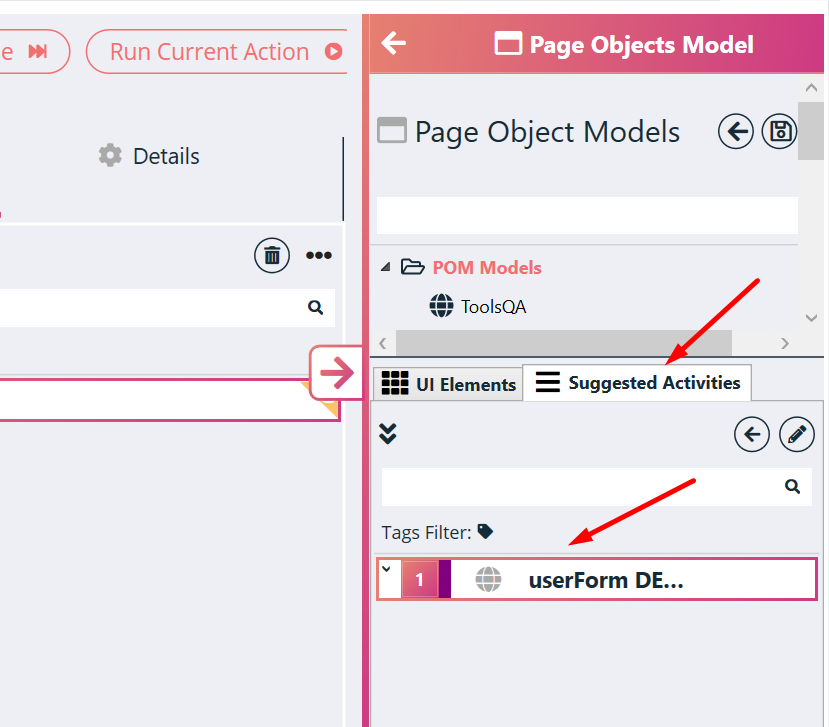 e
Run Current Action
Details
Page Objects Model
Page Object Models
POM Models
ToolsQA
UI Elements
Suggested Activities
Tags Filter:
1
userForm DE...